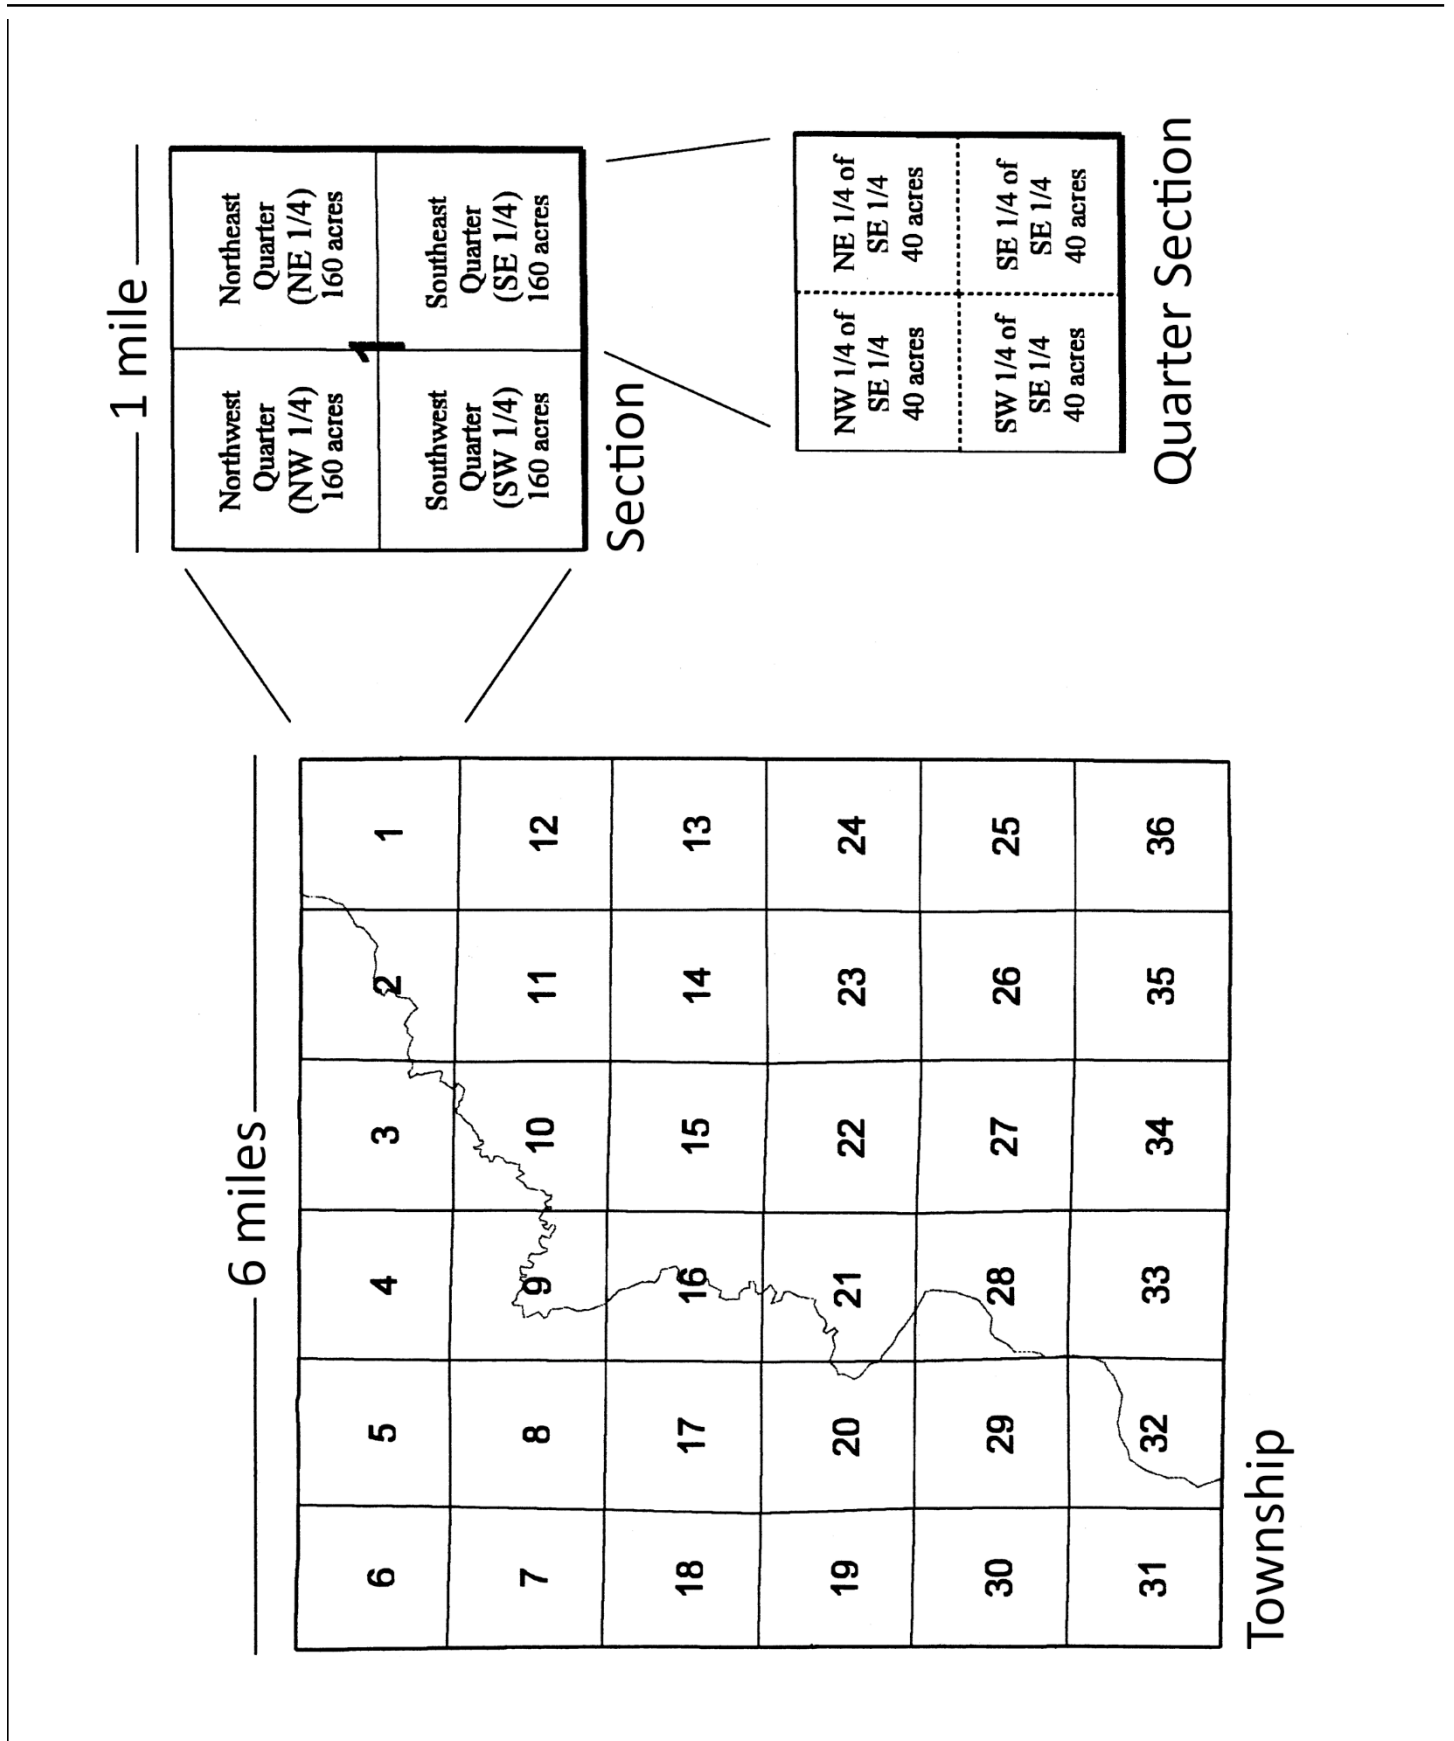 6 miles
6
5
4
3
2
1
7
8
9
10
11
12
18
17
16
15
14
13
19
20
21
22
23
24
30
29
28
27
26
25
31
32
33
34
35
36
Township
1 mile
Northwest
Quarter
(NW 1/4)
160 acres
Northeast
Quarter
(NE 1/4)
160 acres
1
Southwest
Quarter
(SW 1/4)
160 acres
Southeast
Quarter
(SE 1/4)
160 acres
Section
NW 1/4 of
SE 1/4
40 acres
NE 1/4 of
SE 1/4
40 acres
SW 1/4 of
SE 1/4
40 acres
SE 1/4 of
SE 1/4
40 acres
Quarter Section